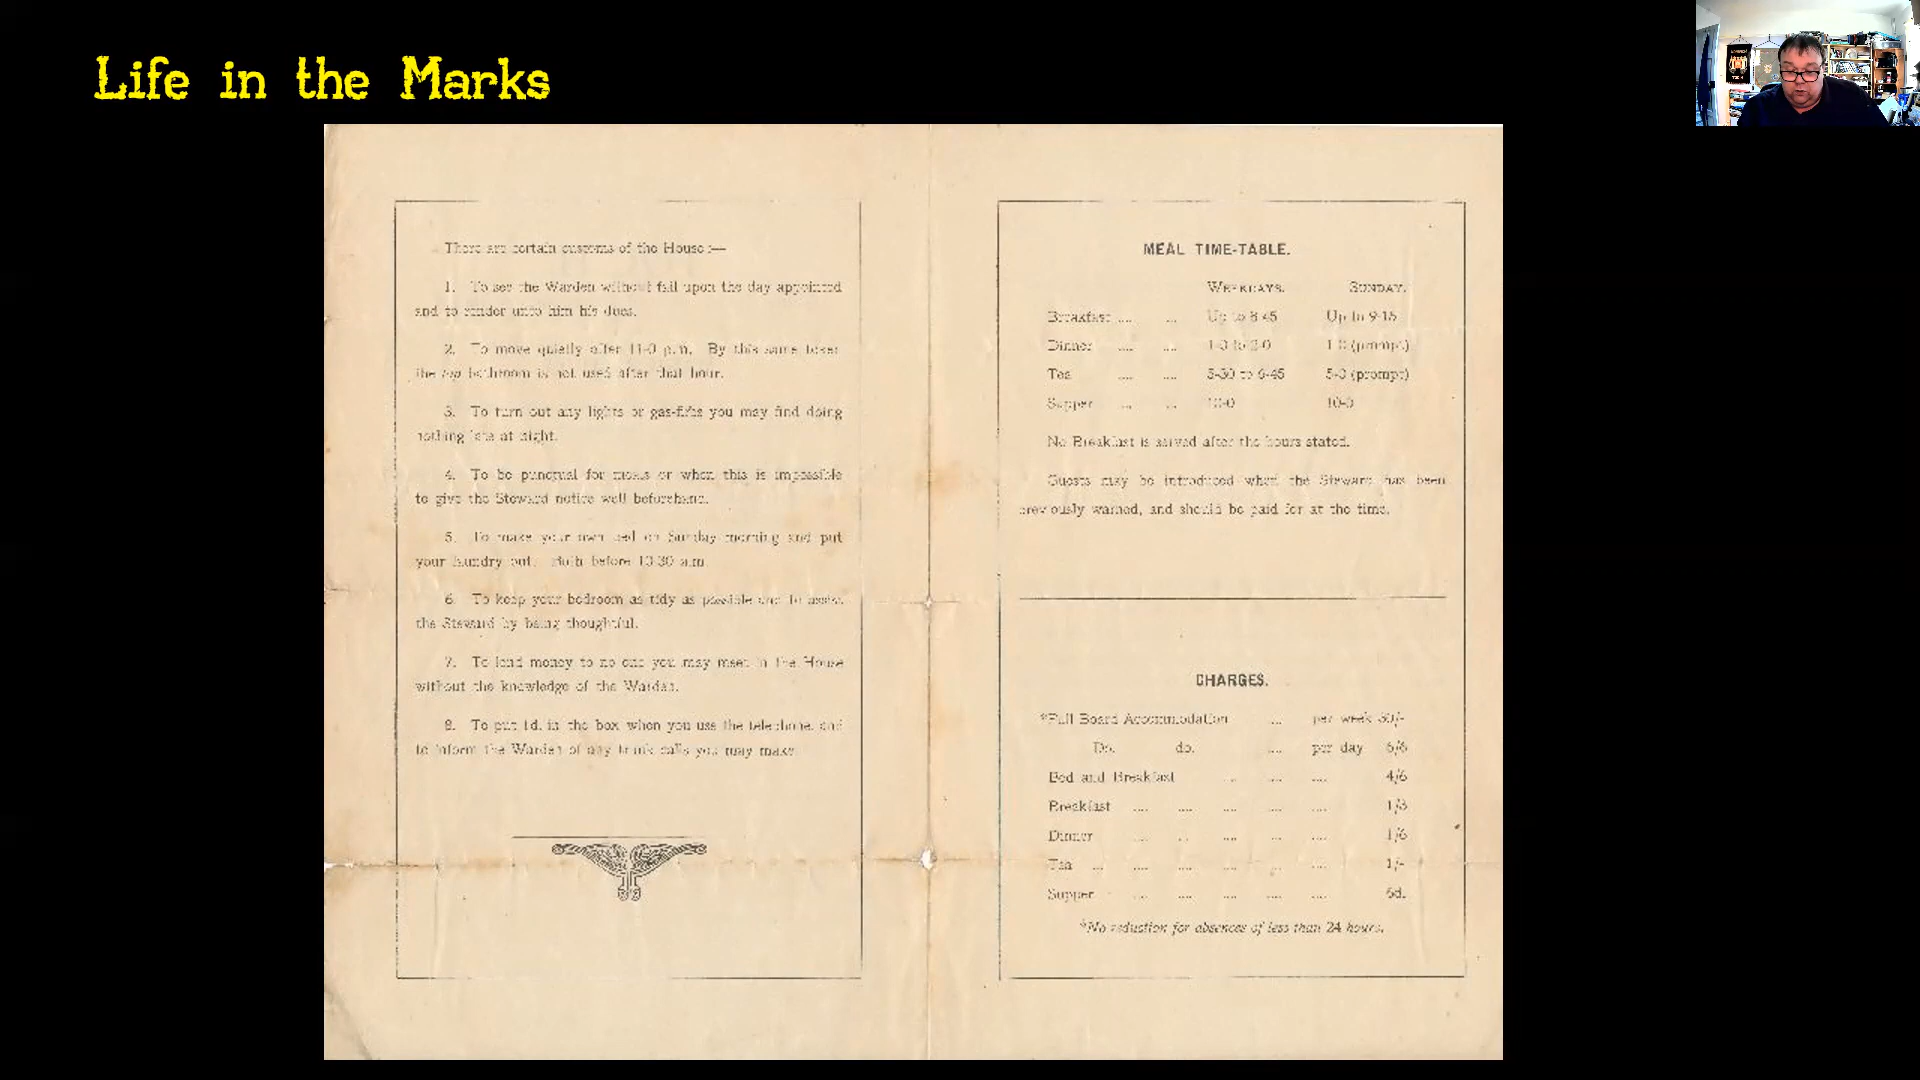 Life in the Marks
There are certain customs of the House :—
1. To see the Warden without fail upon the day appointed
and to render unto him his dues.
2. To move quietly after 11-0 p.m. By this same token
the top bathroom is not used after that hour.
3. To turn out any lights or gas-fires you may find doing
nothing late at night.
4. To be punctual for meals or when this is impossible
to give the Steward notice well beforehand.
5. To make your own bed on Sunday morning and put
your laundry out. Both before 10-30 a.m.
6. To keep your bedroom as tidy as possible and to assist
the Steward by being thoughtful.
7. To lend money to no one you may meet in the House
without the knowledge of the Warden.
8. To put 1d. in the box when you use the telephone, and
to inform the Warden of any trunk calls you may make
MEAL TIME-TABLE.
WEEKDAYS. SUNDAY.
Breakfast .... ... Up to 8-45 Up to 9-15
Dinner .... .... 1-0 to 2-0 1-0 (prompt)
Tea .... .... 5-30 to 6-45 5-0 (prompt)
Supper ... ... 10-0 10-0
No Breakfast is served after the hours stated.
Guests may be introduced when the Steward has been
previously warned, and should be paid for at the time.
CHARGES.
*Full Board Accommodation ... per week 30/-
Do. do. .... per day 6/6
Bed and Breakfast .... .... .... 4/6
Breakfast .... .... .... .... .... 1/3
Dinner .... ... .... .... .... 1/6
Tea ... .... .... .... .... .... 1/-
Supper .... .... .... .... .... 6d.
*No reduction for absences of less than 24 hours.